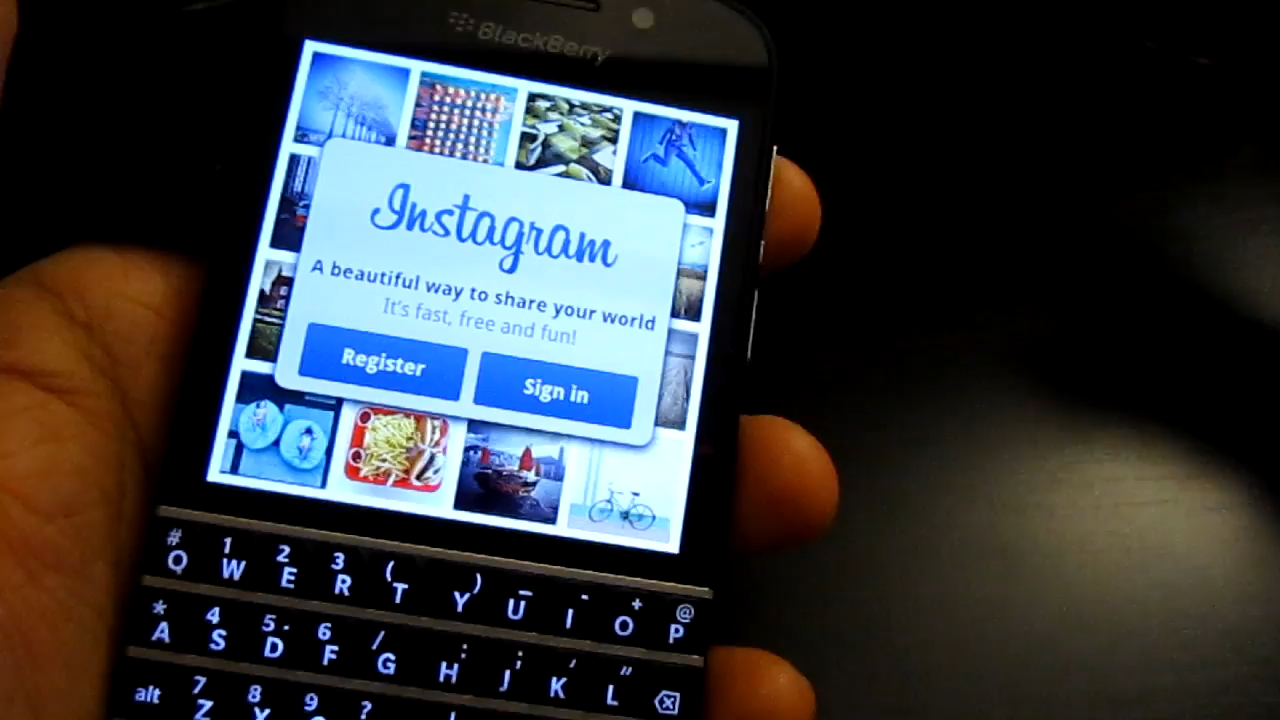 BlackBerry
Instagram
A beautiful way to share your world
It's fast, free and fun!
Register
Sign in
# 1 2 3 ( ) _ - + @
Q W E R T Y U I O P
* 4 5 6 / : ; ' "
A S D F G H J K L
alt 7 8 9 ?
Z X